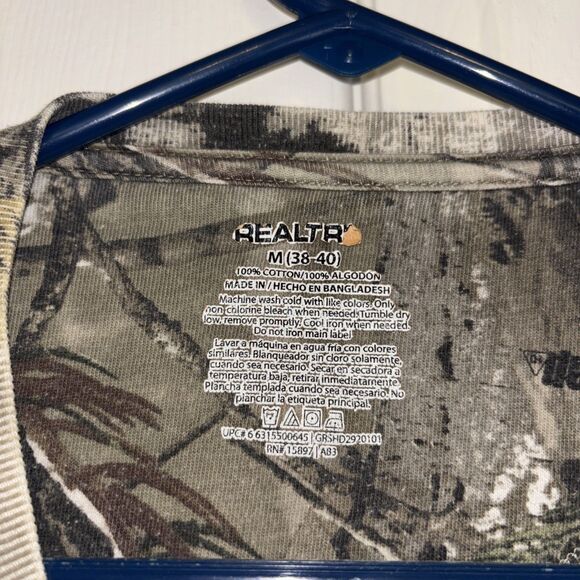 REALTR
M (38-40)
100% COTTON/100% ALGODÓN
MADE IN / HECHO EN BANGLADESH
Machine wash cold with like colors. Only
non-chlorine bleach when needed. Tumble dry
low, remove promptly. Cool iron when needed.
Do not iron main label.
Lavar a máquina en agua fría con colores
similares. Blanqueador sin cloro solamente,
cuando sea necesario. Secar en secadora a
temperatura baja, retirar inmediatamente.
Plancha templada cuando sea necesario. No
planchar la etiqueta principal.
UPC# 6 6315500645 | GRSHD2920101
RN# 15897 | A83